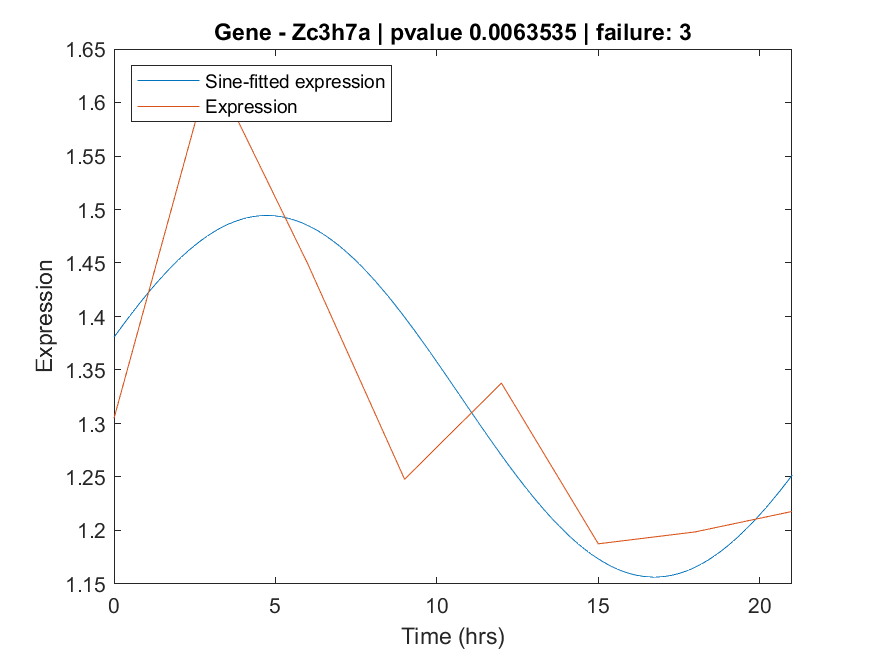 Gene - Zc3h7a | pvalue 0.0063535 | failure: 3
1.65
1.6
1.55
1.5
1.45
1.4
1.35
1.3
1.25
1.2
1.15
Expression
Sine-fitted expression
Expression
0 5 10 15 20
Time (hrs)